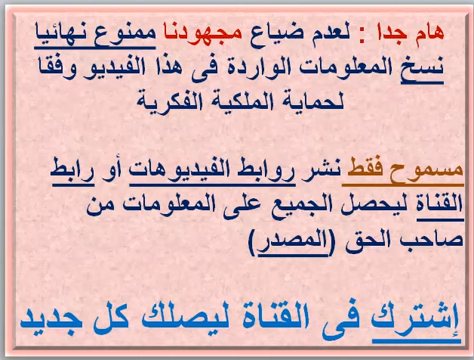 هام جدا : لعدم ضياع مجهودنا ممنوع نهائيا
نسخ المعلومات الواردة فى هذا الفيديو وفقا
لحماية الملكية الفكرية
مسموح فقط نشر روابط الفيديوهات أو رابط
القناة ليحصل الجميع على المعلومات من
صاحب الحق (المصدر)
إشترك فى القناة ليصلك كل جديد